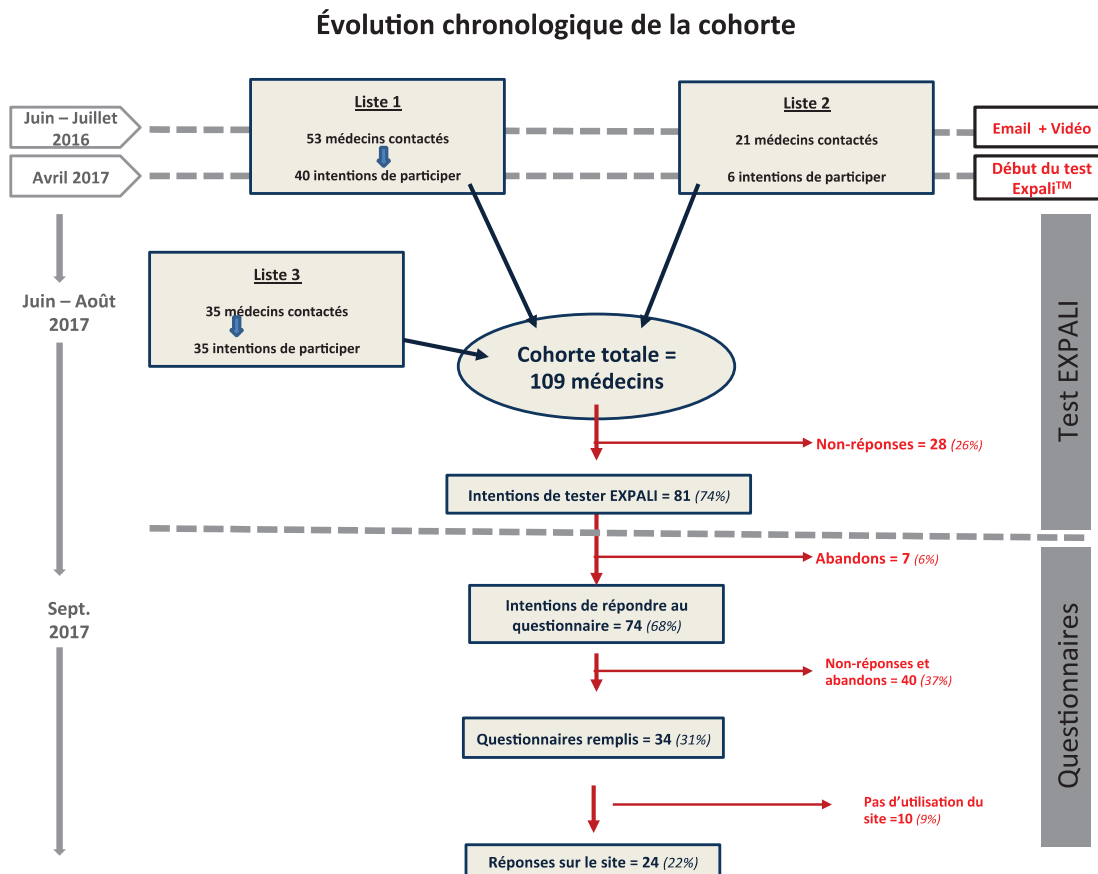 Évolution chronologique de la cohorte
Juin – Juillet
2016
Avril 2017
Liste 1
53 médecins contactés
40 intentions de participer
Liste 2
21 médecins contactés
6 intentions de participer
Email + Vidéo
Début du test
Expali™
Liste 3
35 médecins contactés
35 intentions de participer
Juin – Août
2017
Cohorte totale =
109 médecins
Non-réponses = 28 (26%)
Intentions de tester EXPALI = 81 (74%)
Test EXPALI
Abandons = 7 (6%)
Sept.
2017
Intentions de répondre au
questionnaire = 74 (68%)
Non-réponses et
abandons = 40 (37%)
Questionnaires remplis = 34 (31%)
Pas d'utilisation du
site =10 (9%)
Réponses sur le site = 24 (22%)
Questionnaires